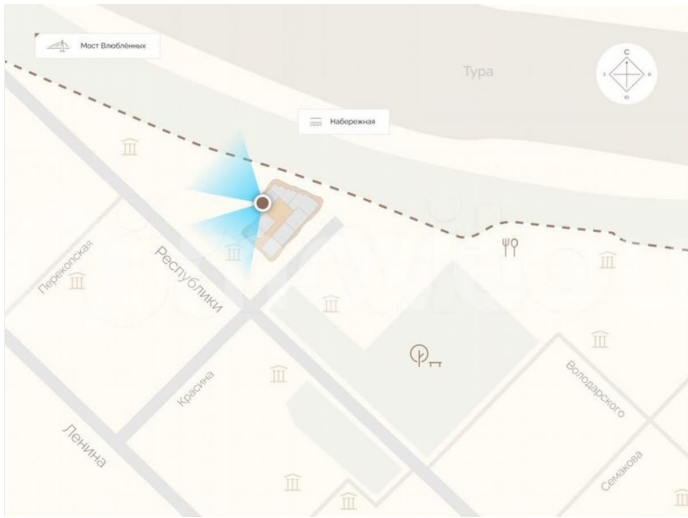 Мост Влюблённых
Тура
С
Набережная
Перекопская
Республики
Красина
Ленина
Володарского
Семакова